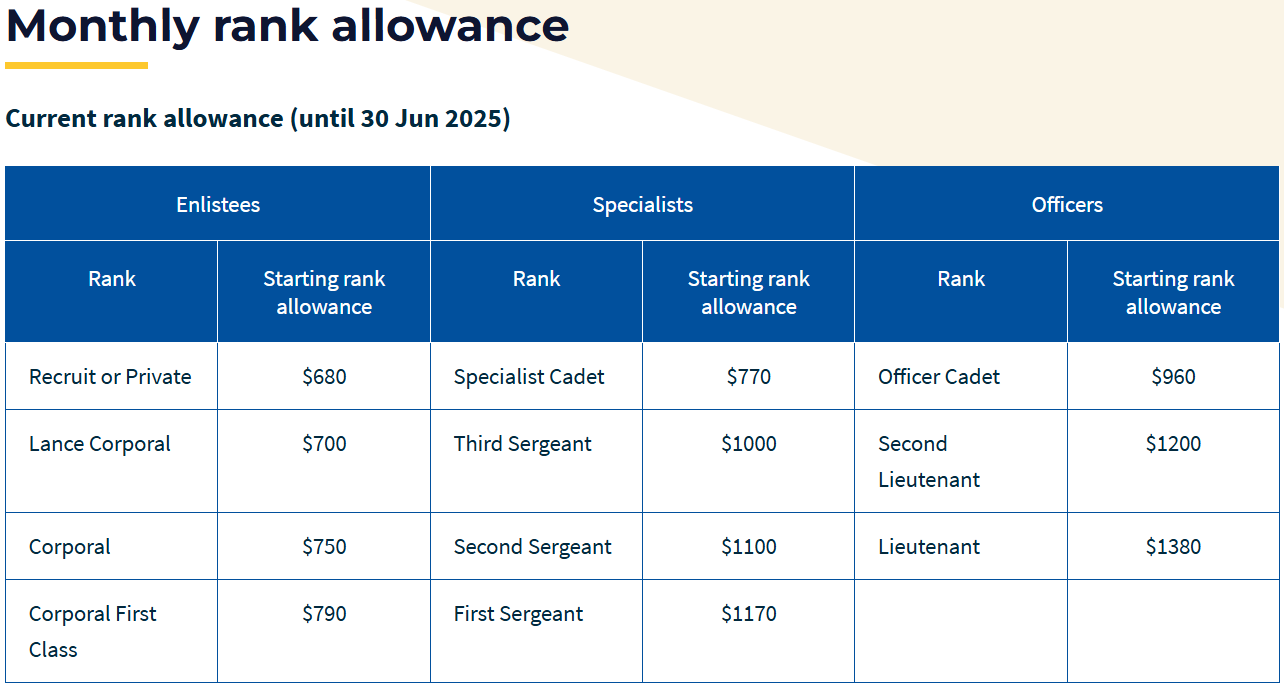 Monthly rank allowance
Current rank allowance (until 30 Jun 2025)
Enlistees Specialists Officers
Rank Starting rank allowance Rank Starting rank allowance Rank Starting rank allowance
Recruit or Private $680 Specialist Cadet $770 Officer Cadet $960
Lance Corporal $700 Third Sergeant $1000 Second Lieutenant $1200
Corporal $750 Second Sergeant $1100 Lieutenant $1380
Corporal First Class $790 First Sergeant $1170